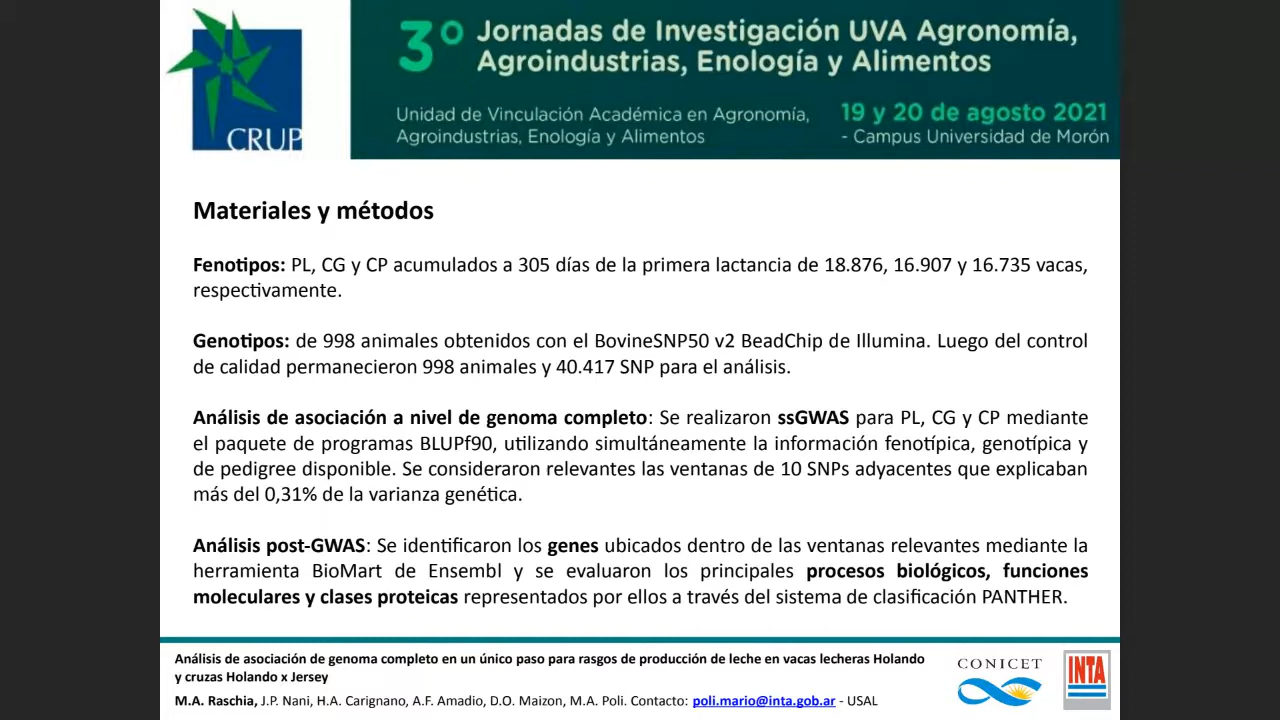 CRUP
3º Jornadas de Investigación UVA Agronomía,
Agroindustrias, Enología y Alimentos
Unidad de Vinculación Académica en Agronomía,
Agroindustrias, Enología y Alimentos
19 y 20 de agosto 2021
- Campus Universidad de Morón
Materiales y métodos
Fenotipos: PL, CG y CP acumulados a 305 días de la primera lactancia de 18.876, 16.907 y 16.735 vacas,
respectivamente.
Genotipos: de 998 animales obtenidos con el BovineSNP50 v2 BeadChip de Illumina. Luego del control
de calidad permanecieron 998 animales y 40.417 SNP para el análisis.
Análisis de asociación a nivel de genoma completo: Se realizaron ssGWAS para PL, CG y CP mediante
el paquete de programas BLUPf90, utilizando simultáneamente la información fenotípica, genotípica y
de pedigree disponible. Se consideraron relevantes las ventanas de 10 SNPs adyacentes que explicaban
más del 0,31% de la varianza genética.
Análisis post-GWAS: Se identificaron los genes ubicados dentro de las ventanas relevantes mediante la
herramienta BioMart de Ensembl y se evaluaron los principales procesos biológicos, funciones
moleculares y clases proteicas representados por ellos a través del sistema de clasificación PANTHER.
Análisis de asociación de genoma completo en un único paso para rasgos de producción de leche en vacas lecheras Holando
y cruzas Holando x Jersey
M.A. Raschia, J.P. Nani, H.A. Carignano, A.F. Amadio, D.O. Maizon, M.A. Poli. Contacto: poli.mario@inta.gob.ar - USAL
CONICET
INTA